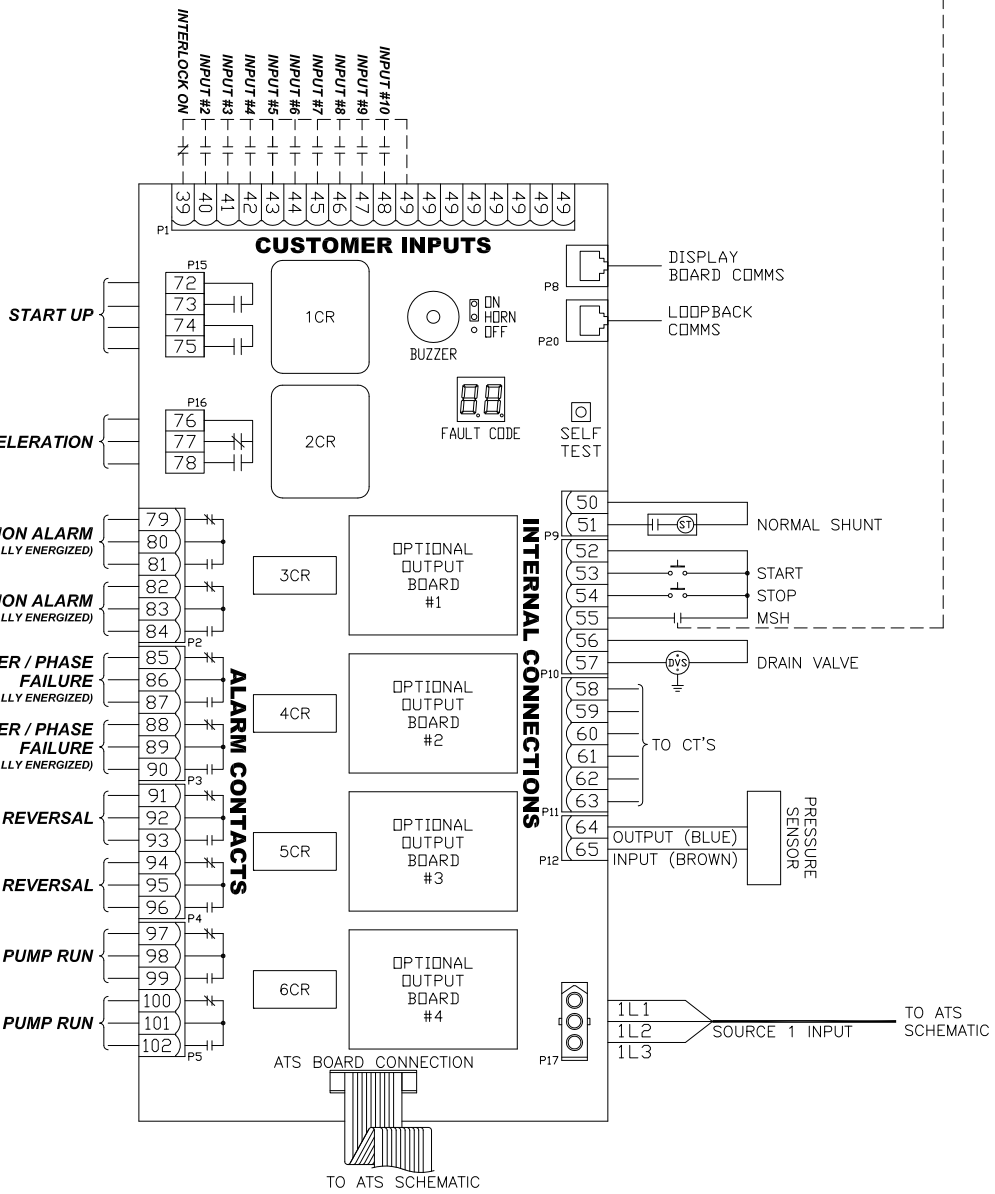 INTERLOCK ON
INPUT #2
INPUT #3
INPUT #4
INPUT #5
INPUT #6
INPUT #7
INPUT #8
INPUT #9
INPUT #10
39 40 41 42 43 44 45 46 47 48 49 49 49 49 49 49 49 49
P1
CUSTOMER INPUTS
P15
72
73
74
75
START UP
1CR
BUZZER
ON
HORN
OFF
P8
DISPLAY
BOARD COMMS
P20
LOOPBACK
COMMS
P16
76
77
78
ELERATION
2CR
88
FAULT CODE
SELF
TEST
50
51
P9
ST
NORMAL SHUNT
52
53
54
55
56
57
P10
START
STOP
MSH
DVS
DRAIN VALVE
58
59
60
61
62
63
P11
TO CT'S
64
65
P12
OUTPUT (BLUE)
INPUT (BROWN)
PRESSURE
SENSOR
INTERNAL CONNECTIONS
79
80
81
ION ALARM
LLY ENERGIZED)
82
83
84
P2
ION ALARM
LLY ENERGIZED)
85
86
87
ER / PHASE
FAILURE
LLY ENERGIZED)
88
89
90
P3
ER / PHASE
FAILURE
LLY ENERGIZED)
91
92
93
REVERSAL
94
95
96
P4
REVERSAL
97
98
99
PUMP RUN
100
101
102
P5
PUMP RUN
ALARM CONTACTS
3CR
OPTIONAL
OUTPUT
BOARD
#1
4CR
OPTIONAL
OUTPUT
BOARD
#2
5CR
OPTIONAL
OUTPUT
BOARD
#3
6CR
OPTIONAL
OUTPUT
BOARD
#4
P17
1L1
1L2
1L3
SOURCE 1 INPUT
TO ATS
SCHEMATIC
ATS BOARD CONNECTION
TO ATS SCHEMATIC